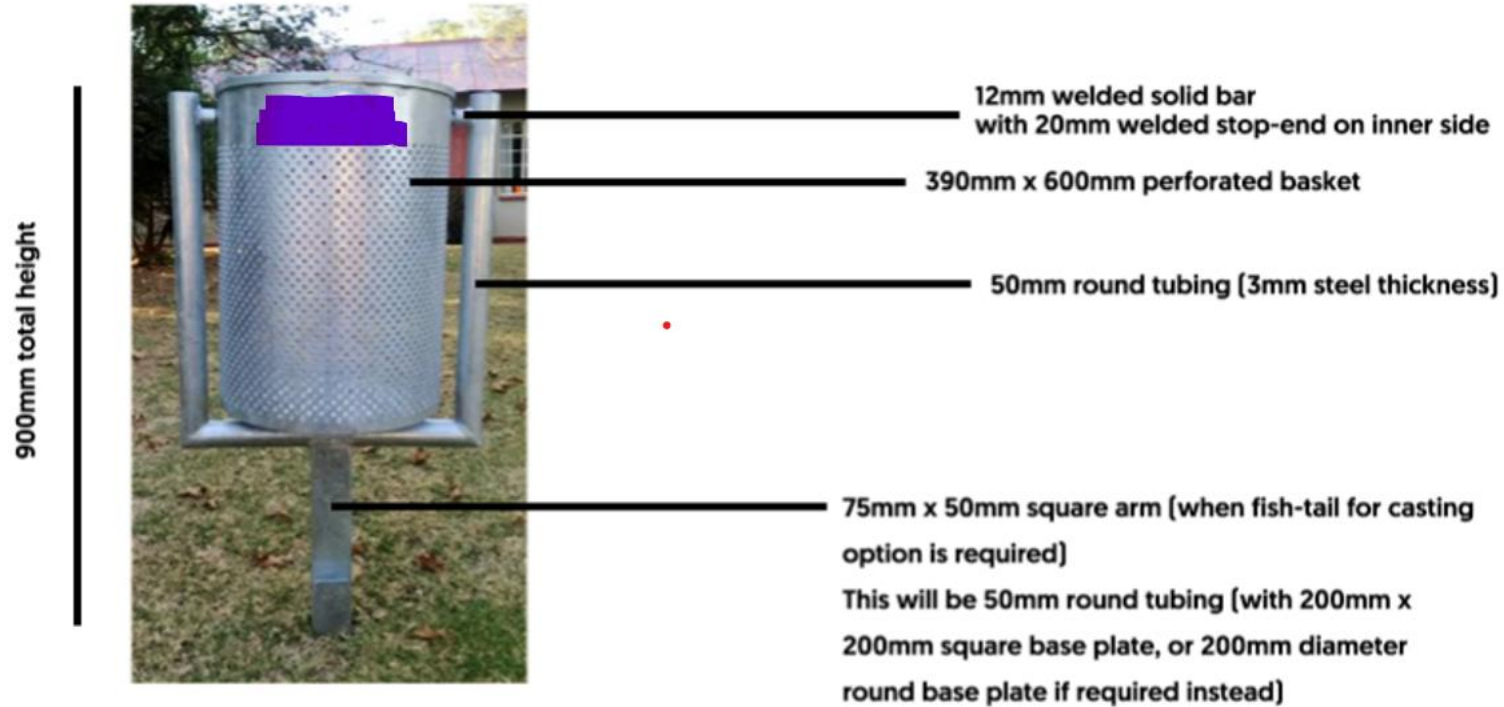 900mm total height
12mm welded solid bar
with 20mm welded stop-end on inner side
390mm x 600mm perforated basket
50mm round tubing (3mm steel thickness)
75mm x 50mm square arm (when fish-tail for casting
option is required)
This will be 50mm round tubing (with 200mm x
200mm square base plate, or 200mm diameter
round base plate if required instead)